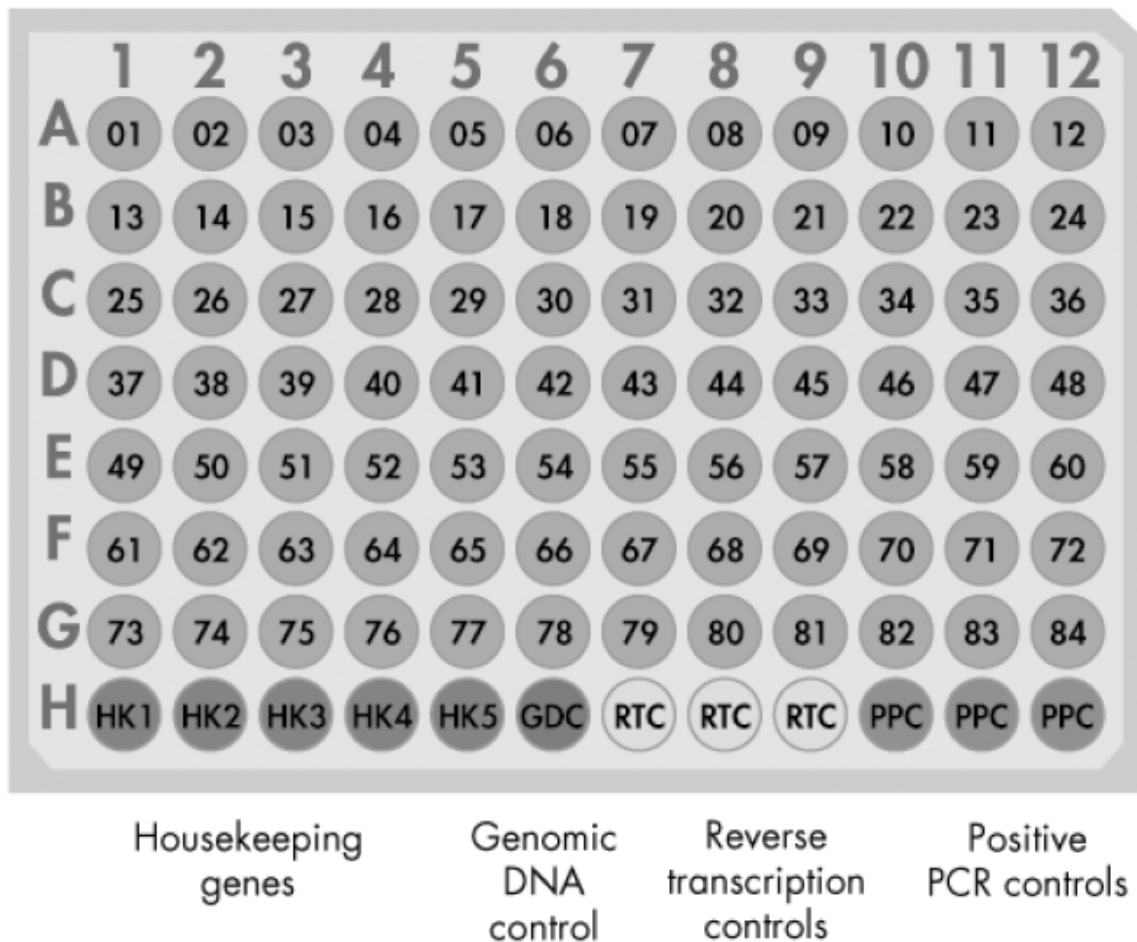 1 2 3 4 5 6 7 8 9 10 11 12
A 01 02 03 04 05 06 07 08 09 10 11 12
B 13 14 15 16 17 18 19 20 21 22 23 24
C 25 26 27 28 29 30 31 32 33 34 35 36
D 37 38 39 40 41 42 43 44 45 46 47 48
E 49 50 51 52 53 54 55 56 57 58 59 60
F 61 62 63 64 65 66 67 68 69 70 71 72
G 73 74 75 76 77 78 79 80 81 82 83 84
H HK1 HK2 HK3 HK4 HK5 GDC RTC RTC RTC PPC PPC PPC
Housekeeping
genes
Genomic
DNA
control
Reverse
transcription
controls
Positive
PCR controls